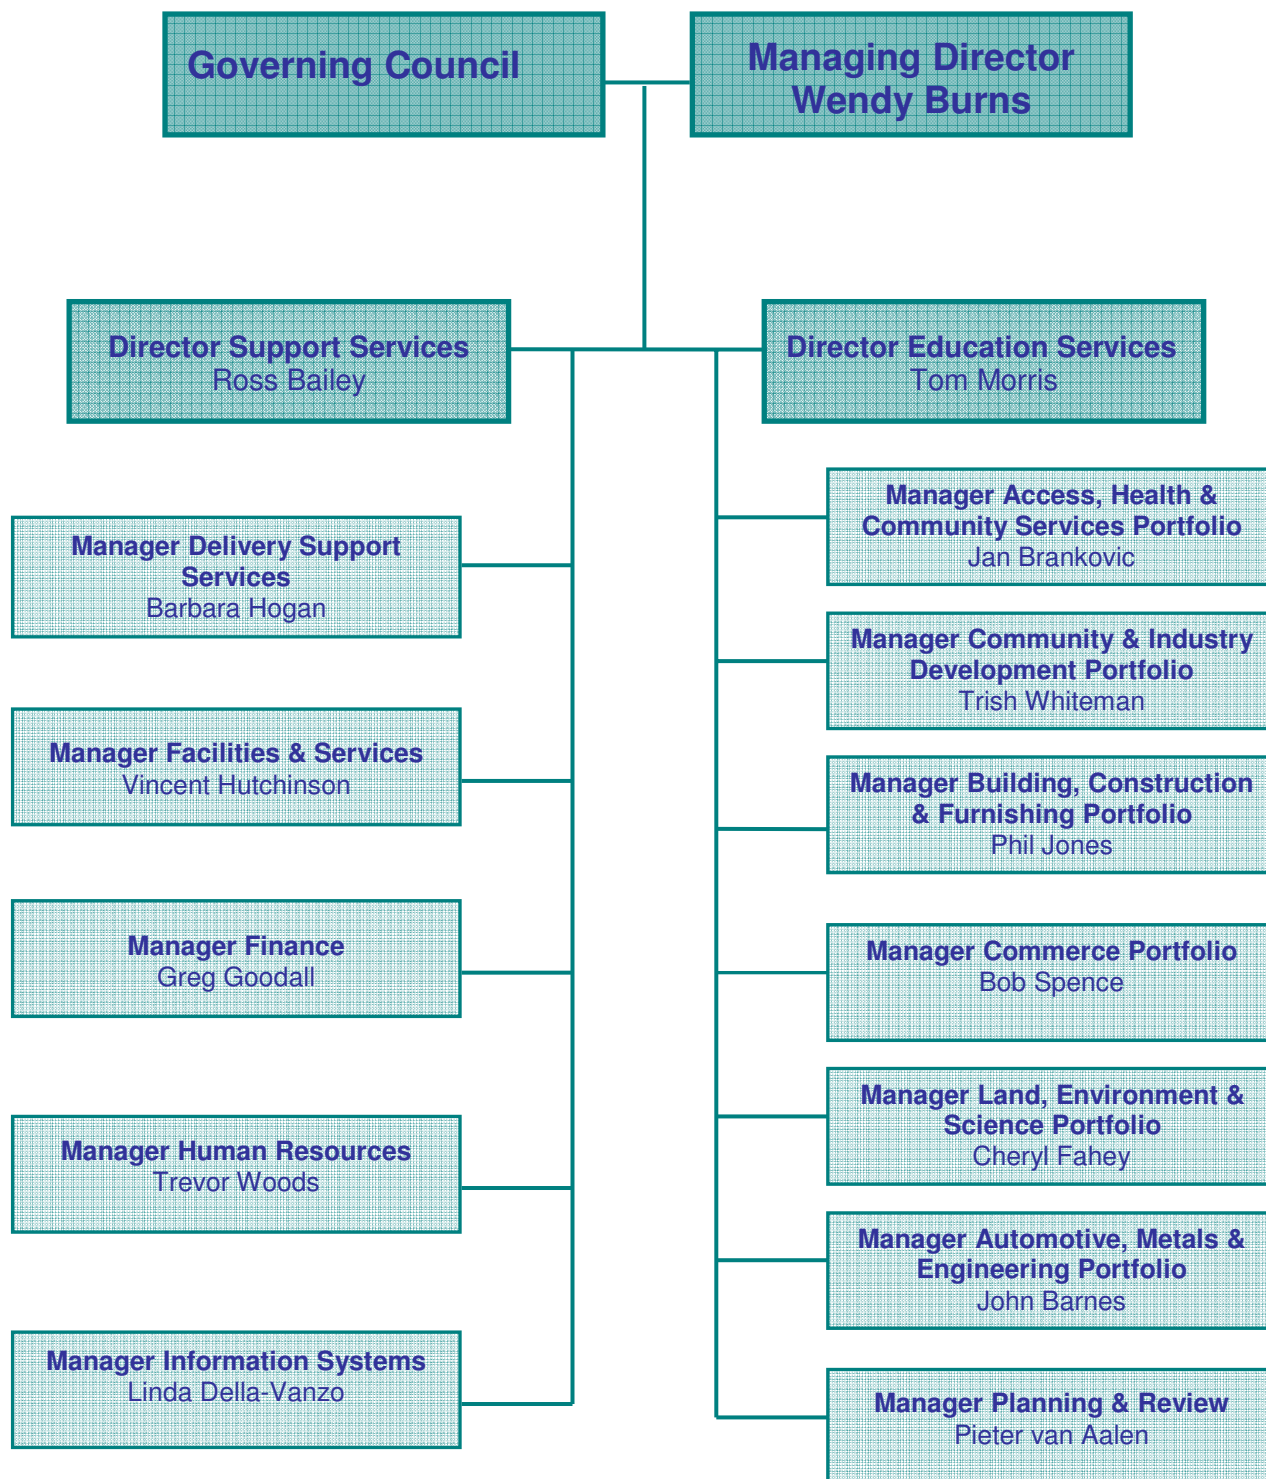 Governing Council
Managing Director
Wendy Burns
Director Support Services
Ross Bailey
Director Education Services
Tom Morris
Manager Delivery Support
Services
Barbara Hogan
Manager Facilities & Services
Vincent Hutchinson
Manager Finance
Greg Goodall
Manager Human Resources
Trevor Woods
Manager Information Systems
Linda Della-Vanzo
Manager Access, Health &
Community Services Portfolio
Jan Brankovic
Manager Community & Industry
Development Portfolio
Trish Whiteman
Manager Building, Construction
& Furnishing Portfolio
Phil Jones
Manager Commerce Portfolio
Bob Spence
Manager Land, Environment &
Science Portfolio
Cheryl Fahey
Manager Automotive, Metals &
Engineering Portfolio
John Barnes
Manager Planning & Review
Pieter van Aalen